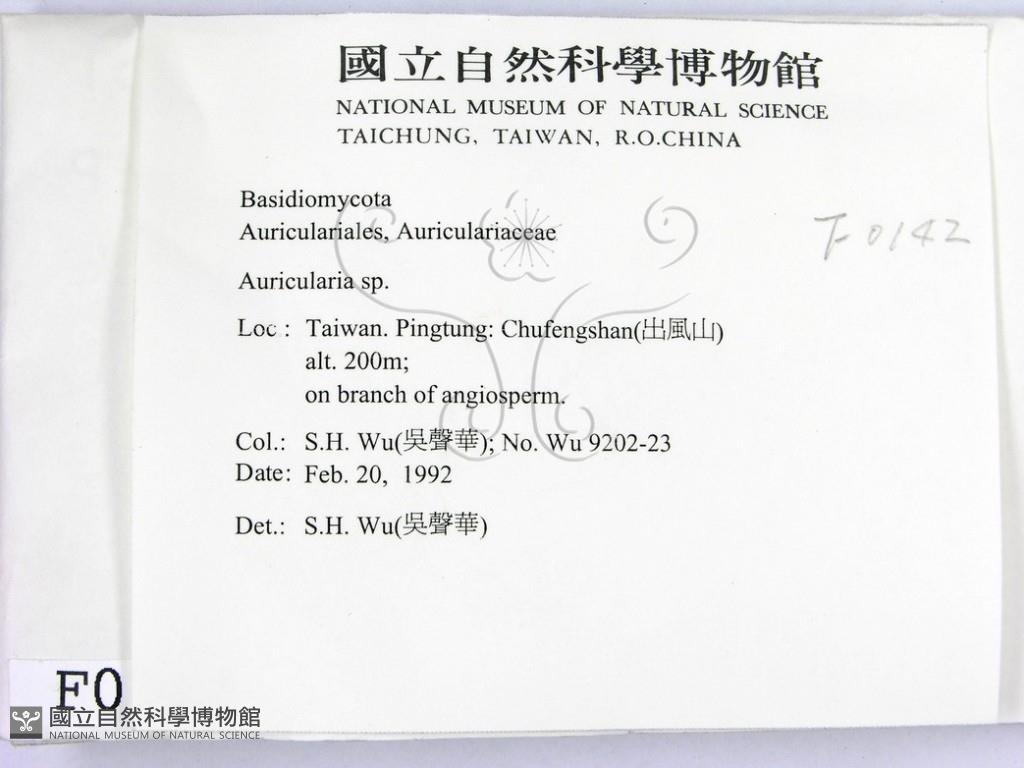 國立自然科學博物館
NATIONAL MUSEUM OF NATURAL SCIENCE
TAICHUNG, TAIWAN, R.O.CHINA
Basidiomycota
F0142
Auriculariales, Auriculariaceae
Auricularia sp.
Loc : Taiwan. Pingtung: Chufengshan(出風山)
alt. 200m;
on branch of angiosperm.
Col.: S.H. Wu(吳聲華); No. Wu 9202-23
Date: Feb. 20, 1992
Det.: S.H. Wu(吳聲華)
F0
國立自然科學博物館
NATIONAL MUSEUM OF NATURAL SCIENCE